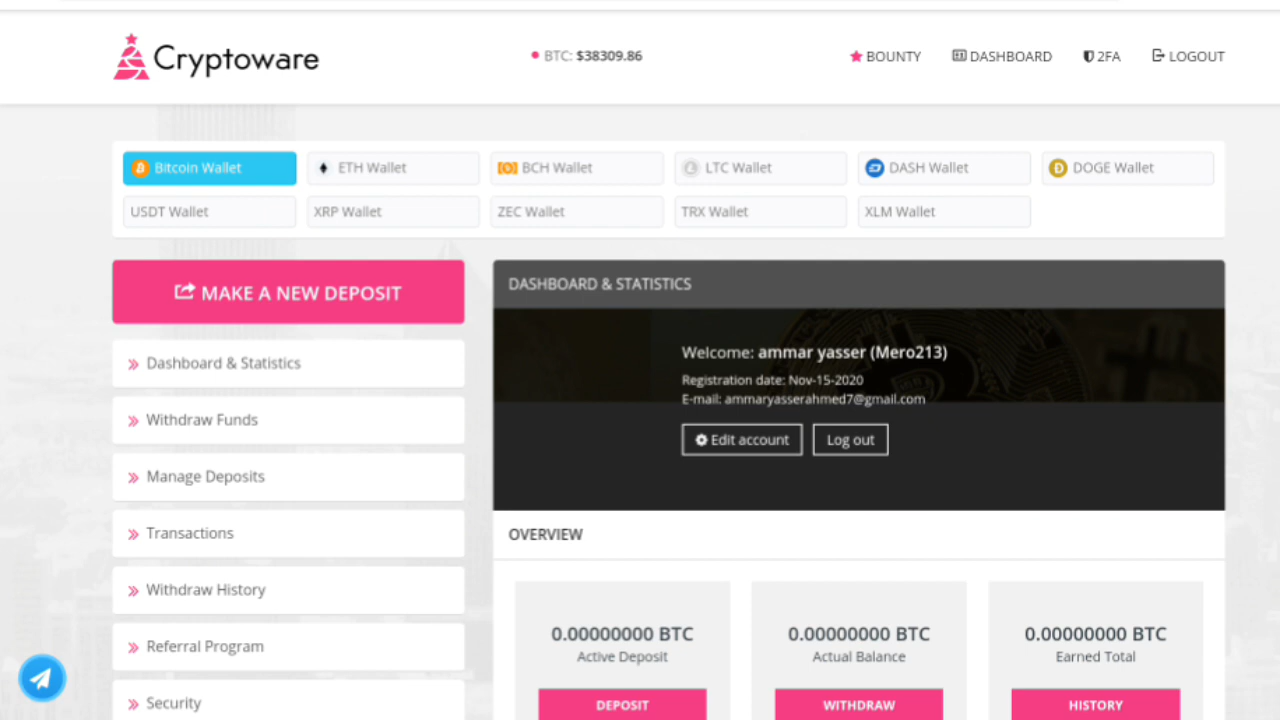 Cryptoware
BTC: $38309.86
BOUNTY
DASHBOARD
2FA
LOGOUT
Bitcoin Wallet
ETH Wallet
BCH Wallet
LTC Wallet
DASH Wallet
DOGE Wallet
USDT Wallet
XRP Wallet
ZEC Wallet
TRX Wallet
XLM Wallet
MAKE A NEW DEPOSIT
Dashboard & Statistics
Withdraw Funds
Manage Deposits
Transactions
Withdraw History
Referral Program
Security
DASHBOARD & STATISTICS
Welcome: ammar yasser (Mero213)
Registration date: Nov-15-2020
E-mail: ammaryasserahmed7@gmail.com
Edit account
Log out
OVERVIEW
0.00000000 BTC
Active Deposit
DEPOSIT
0.00000000 BTC
Actual Balance
WITHDRAW
0.00000000 BTC
Earned Total
HISTORY